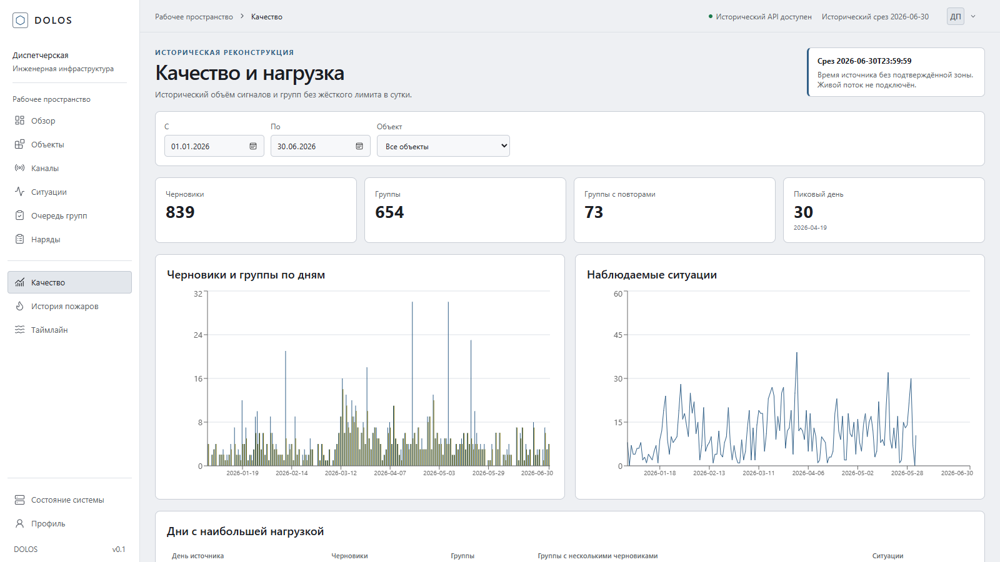 DOLOS
Диспетчерская
Инженерная инфраструктура
Рабочее пространство
Обзор
Объекты
Каналы
Ситуации
Очередь групп
Наряды
Качество
История пожаров
Таймлайн
Состояние системы
Профиль
DOLOS v0.1
Рабочее пространство > Качество
Исторический API доступен Исторический срез 2026-06-30 ДП
ИСТОРИЧЕСКАЯ РЕКОНСТРУКЦИЯ
Качество и нагрузка
Исторический объём сигналов и групп без жёсткого лимита в сутки.
Срез 2026-06-30T23:59:59
Время источника без подтверждённой зоны.
Живой поток не подключён.
С По Объект
01.01.2026 30.06.2026 Все объекты
Черновики
839
Группы
654
Группы с повторами
73
Пиковый день
30
2026-04-19
Черновики и группы по дням
32
24
16
8
0
2026-01-19 2026-02-14 2026-03-12 2026-04-07 2026-05-03 2026-05-29 2026-06-30
Наблюдаемые ситуации
60
45
30
15
0
2026-01-18 2026-02-13 2026-03-11 2026-04-06 2026-05-02 2026-05-28 2026-06-30
Дни с наибольшей нагрузкой
День источника Черновики Группы Группы с несколькими черновиками Ситуации